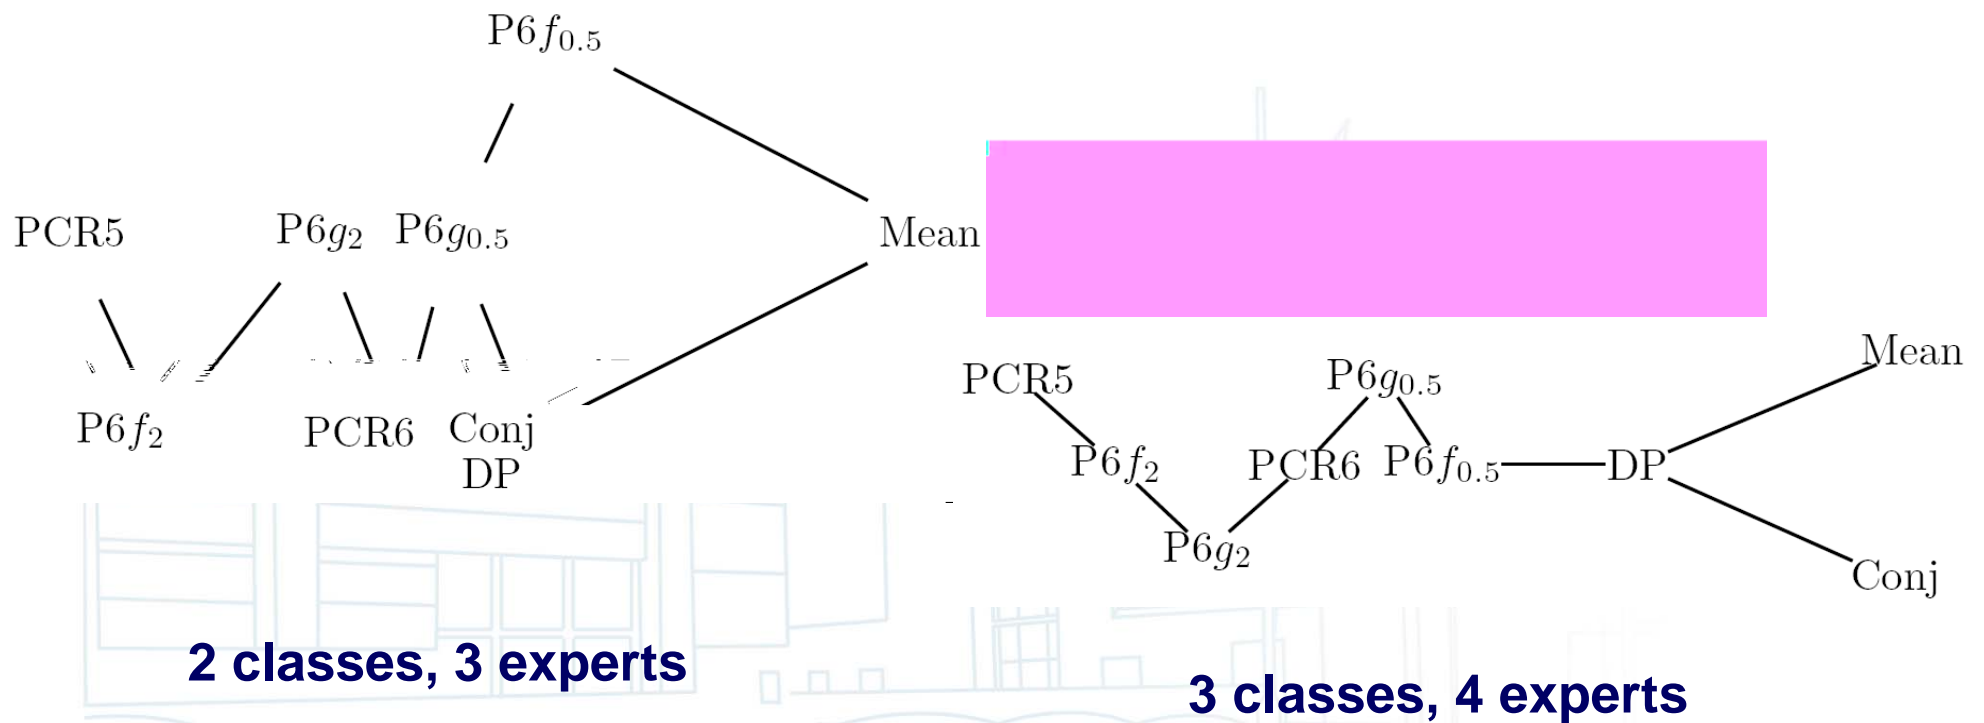 P6f0.5
PCR5 P6g2 P6g0.5 Mean
P6f2 PCR6 Conj
DP
2 classes, 3 experts
Mean
PCR5 P6g0.5
P6f2 PCR6 P6f0.5 DP
P6g2
Conj
3 classes, 4 experts